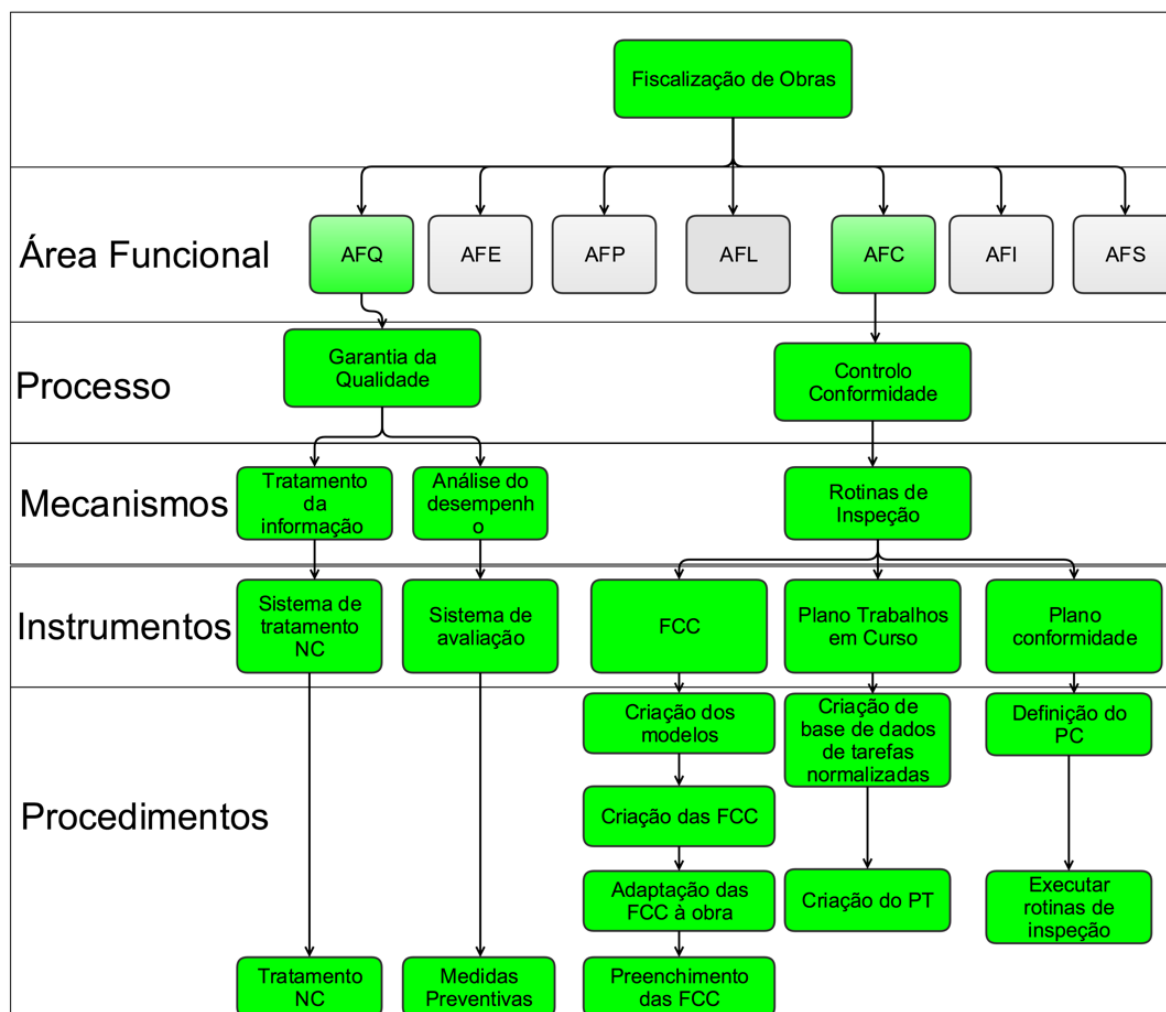 Fiscalização de Obras
Área Funcional
AFQ
AFE
AFP
AFL
AFC
AFI
AFS
Processo
Garantia da
Qualidade
Controlo
Conformidade
Mecanismos
Tratamento
da
informação
Análise do
desempenh
o
Rotinas de
Inspeção
Instrumentos
Sistema de
tratamento
NC
Sistema de
avaliação
FCC
Plano Trabalhos
em Curso
Plano
conformidade
Procedimentos
Criação dos
modelos
Criação de
base de dados
de tarefas
normalizadas
Definição do
PC
Criação das FCC
Adaptação das
FCC à obra
Criação do PT
Executar
rotinas de
inspeção
Tratamento
NC
Medidas
Preventivas
Preenchimento
das FCC